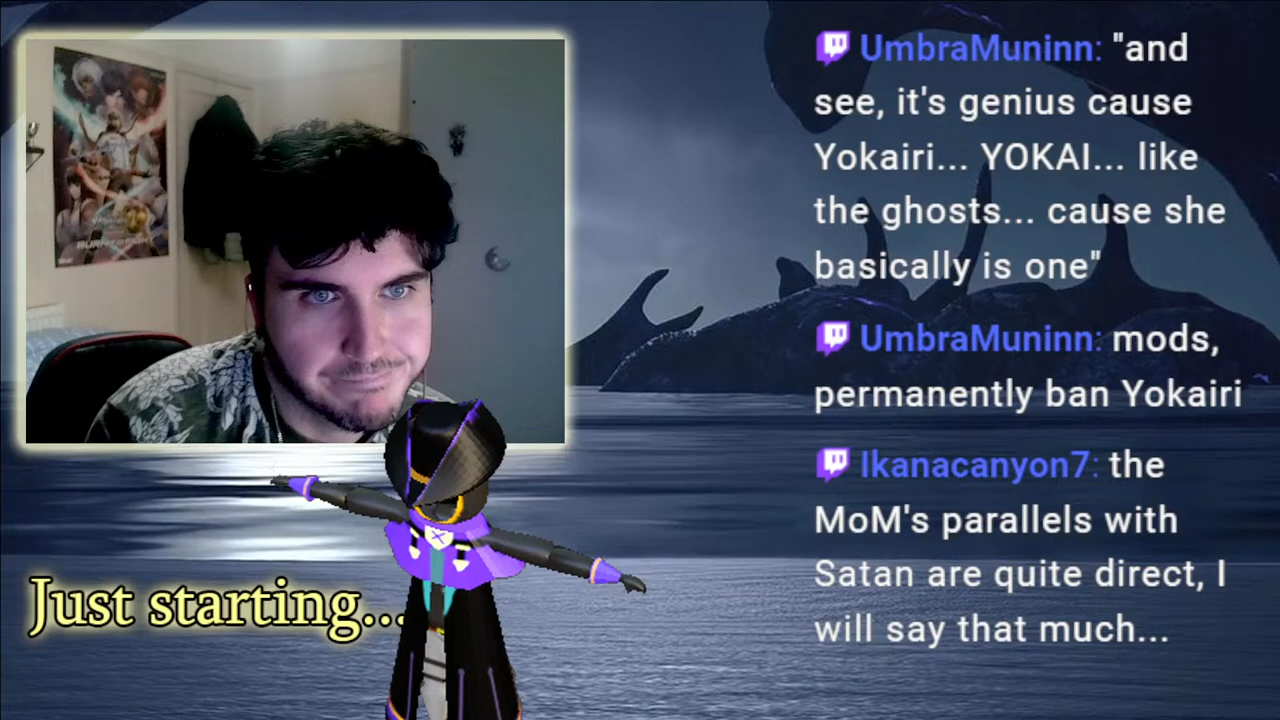 UmbraMuninn: "and
see, it's genius cause
Yokairi... YOKAI... like
the ghosts... cause she
basically is one"
UmbraMuninn: mods,
permanently ban Yokairi
Ikanacanyon7: the
MoM's parallels with
Satan are quite direct, I
will say that much...
Just starting...